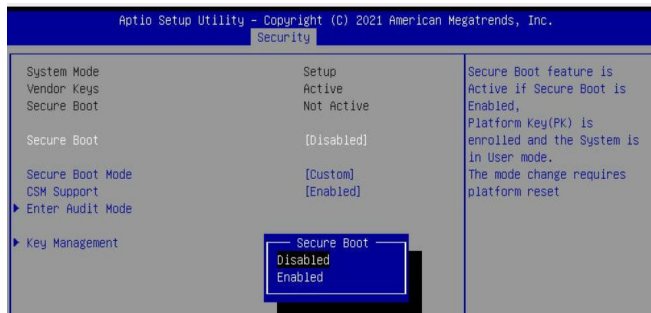 Aptio Setup Utility – Copyright (C) 2021 American Megatrends, Inc.
Security
System Mode Setup
Vendor Keys Active
Secure Boot Not Active
Secure Boot [Disabled]
Secure Boot Mode [Custom]
CSM Support [Enabled]
Enter Audit Mode
Key Management
Secure Boot feature is
Active if Secure Boot is
Enabled,
Platform Key(PK) is
enrolled and the System is
in User mode.
The mode change requires
platform reset
Secure Boot
Disabled
Enabled